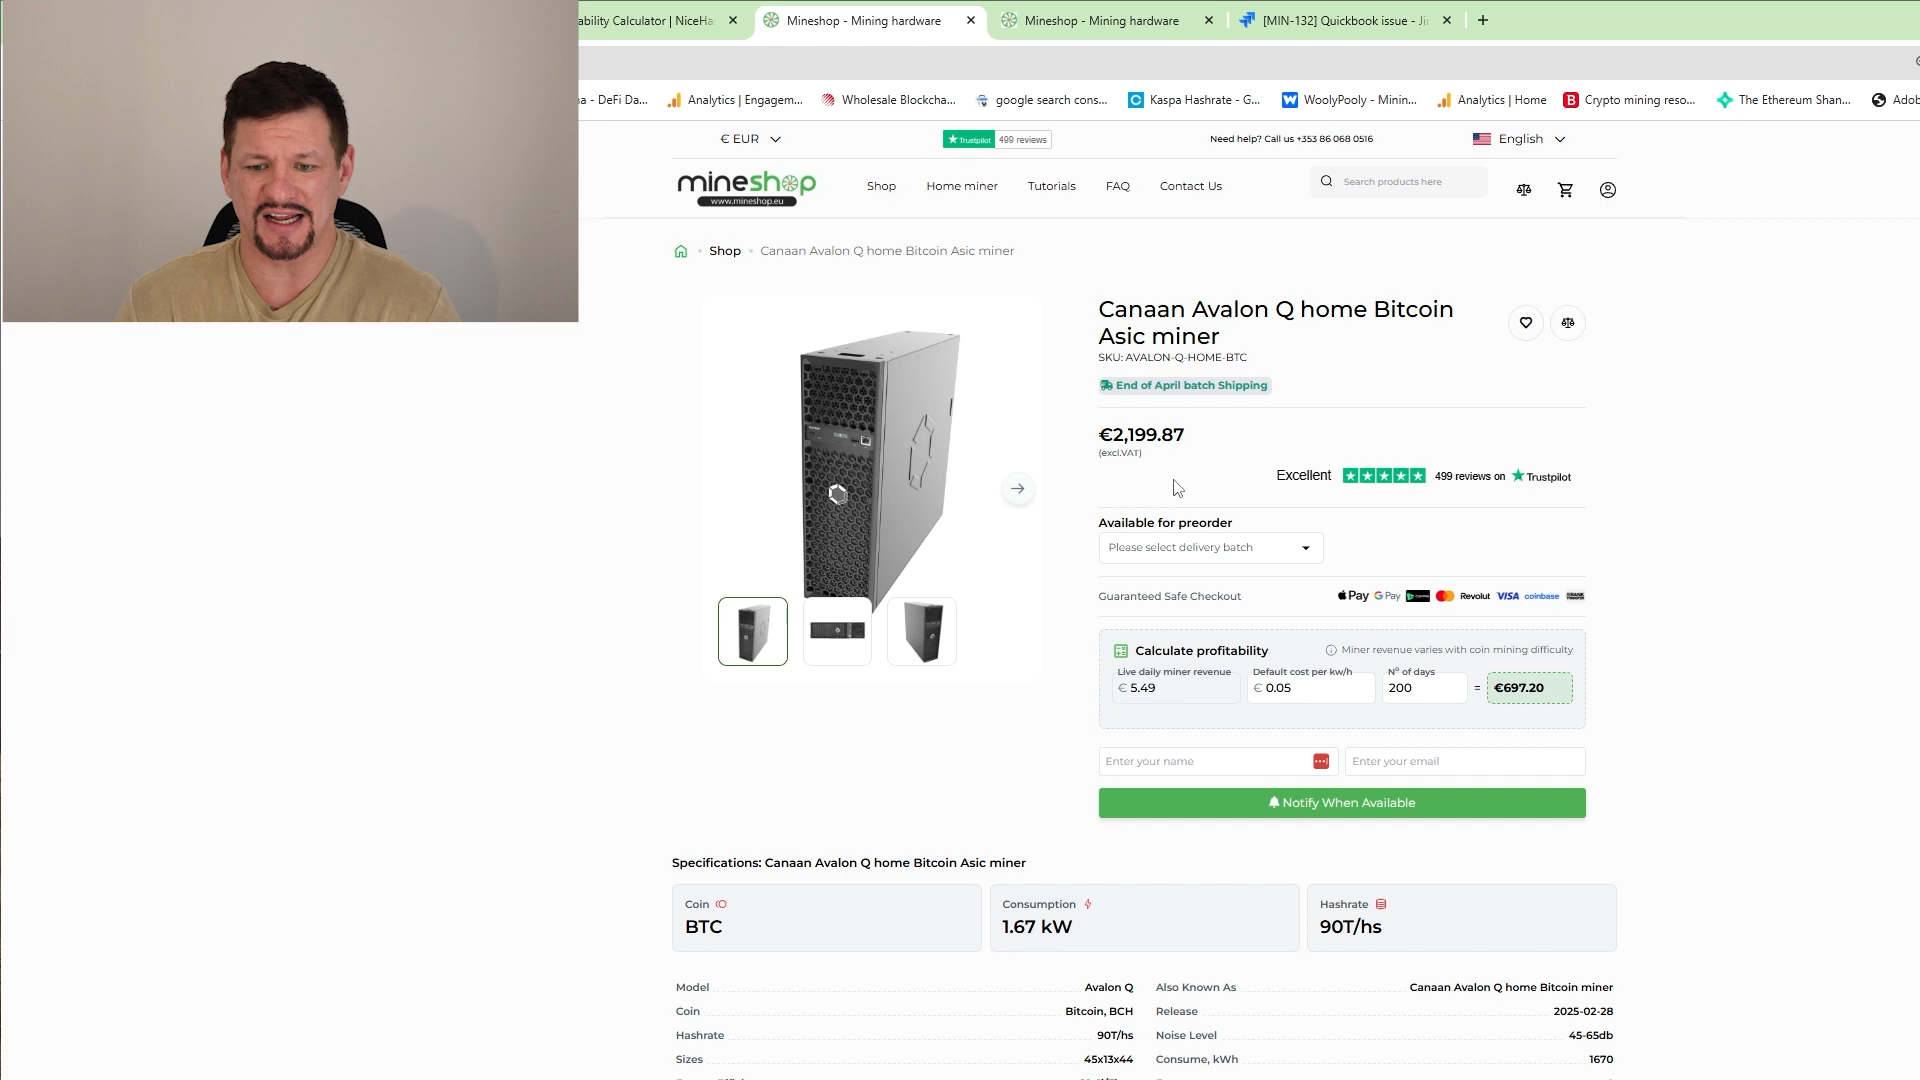 ability Calculator | NiceHa
Mineshop - Mining hardware
Mineshop - Mining hardware
[MIN-132] Quickbook issue - Ji
na - DeFi Da...
Analytics | Engagem...
Wholesale Blockcha...
google search cons...
Kaspa Hashrate - G...
WoolyPooly - Minin...
Analytics | Home
Crypto mining reso...
The Ethereum Shan...
Adob
€ EUR
Trustpilot 499 reviews
Need help? Call us +353 86 068 0516
English
mineshop
www.mineshop.eu
Shop
Home miner
Tutorials
FAQ
Contact Us
Search products here
Shop
Canaan Avalon Q home Bitcoin Asic miner
Canaan Avalon Q home Bitcoin
Asic miner
SKU: AVALON-Q-HOME-BTC
End of April batch Shipping
€2,199.87
(excl.VAT)
Excellent
499 reviews on Trustpilot
Available for preorder
Please select delivery batch
Guaranteed Safe Checkout
Pay
G Pay
Revolut
VISA
coinbase
Calculate profitability
Miner revenue varies with coin mining difficulty
Live daily miner revenue
Default cost per kw/h
Nº of days
€ 5.49
€ 0.05
200
=
€697.20
Enter your name
Enter your email
Notify When Available
Specifications: Canaan Avalon Q home Bitcoin Asic miner
Coin
BTC
Consumption
1.67 kW
Hashrate
90T/hs
Model Avalon Q
Also Known As Canaan Avalon Q home Bitcoin miner
Coin Bitcoin, BCH
Release 2025-02-28
Hashrate 90T/hs
Noise Level 45-65db
Sizes 45x13x44
Consume, kWh 1670